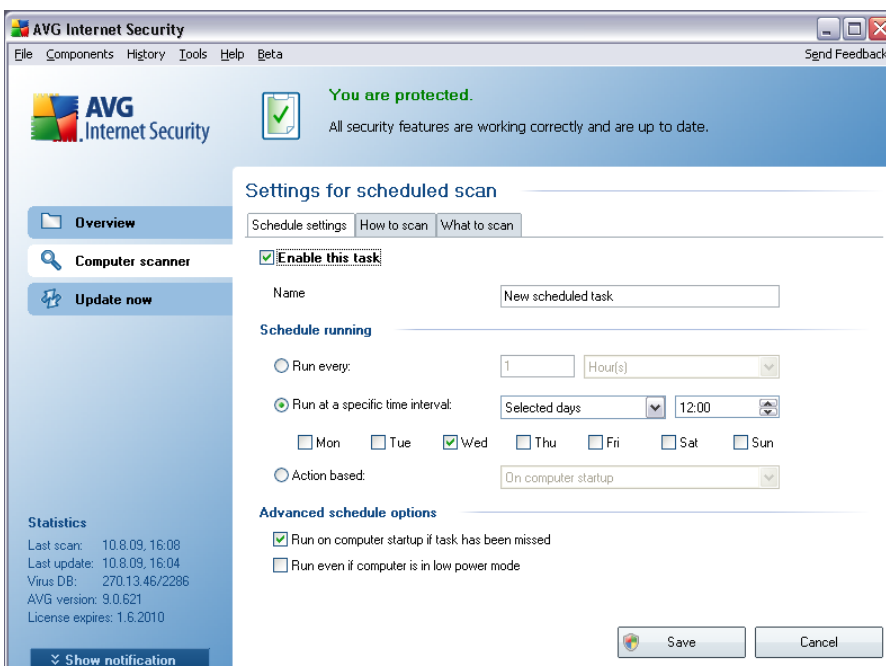 AVG Internet Security
File Components History Tools Help Beta
Send Feedback
AVG
Internet Security
You are protected.
All security features are working correctly and are up to date.
Overview
Computer scanner
Update now
Settings for scheduled scan
Schedule settings How to scan What to scan
Enable this task
Name New scheduled task
Schedule running
Run every: 1 Hour(s)
Run at a specific time interval: Selected days 12:00
Mon Tue Wed Thu Fri Sat Sun
Action based: On computer startup
Advanced schedule options
Run on computer startup if task has been missed
Run even if computer is in low power mode
Statistics
Last scan: 10.8.09, 16:08
Last update: 10.8.09, 16:04
Virus DB: 270.13.46/2286
AVG version: 9.0.621
License expires: 1.6.2010
Show notification
Save Cancel